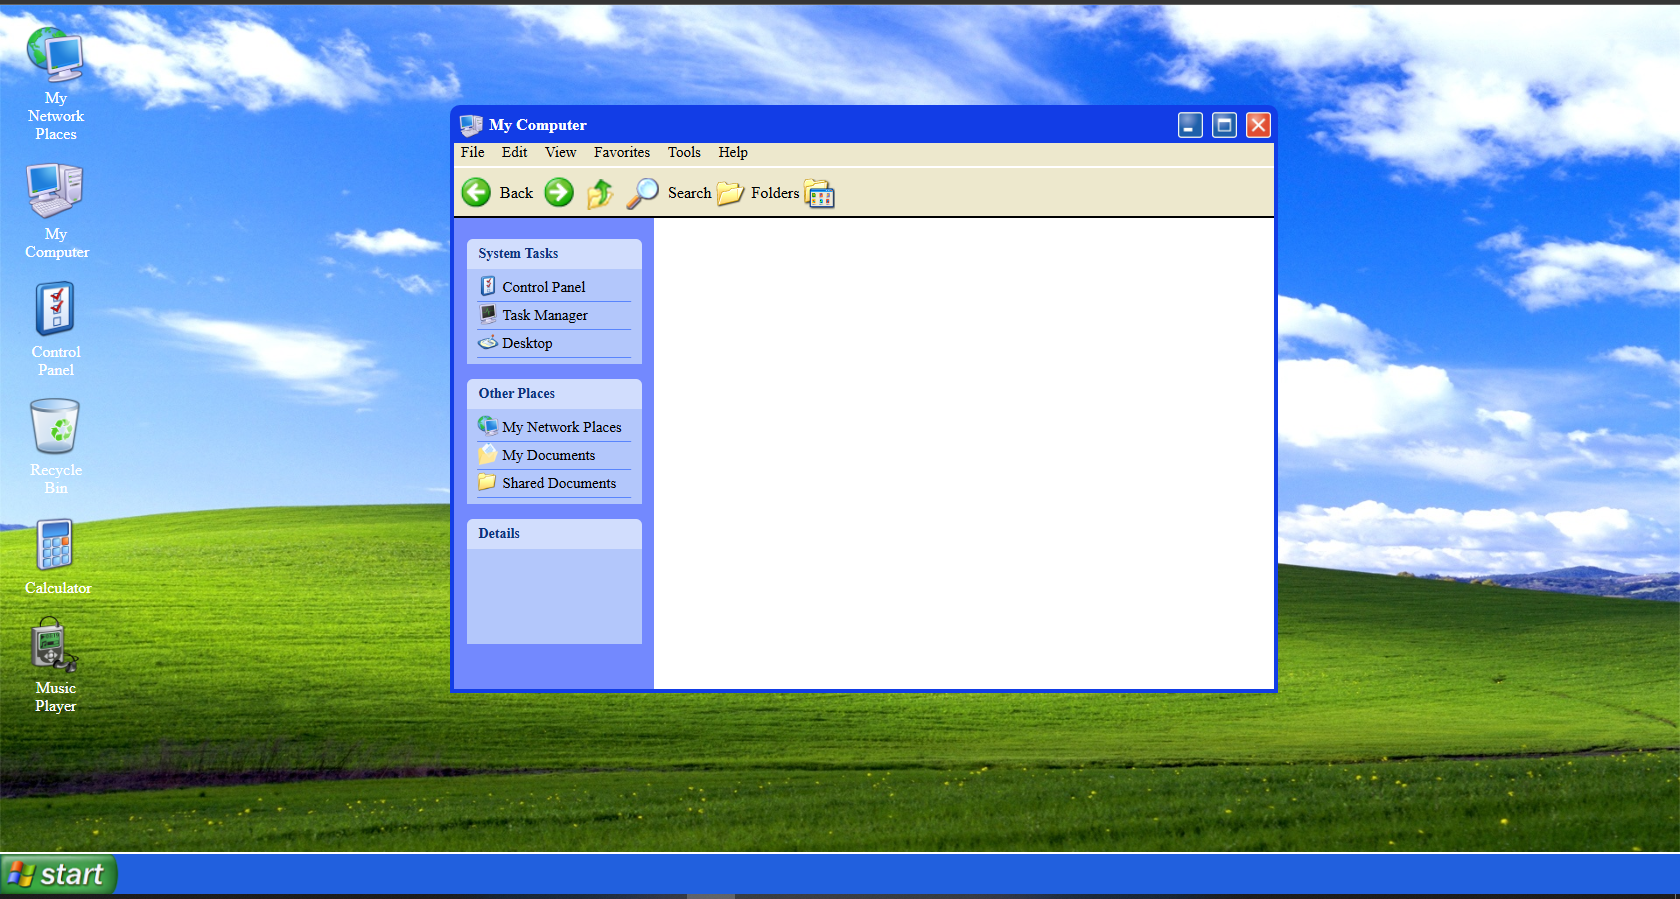 My
Network
Places
My
Computer
Control
Panel
Recycle
Bin
Calculator
Music
Player
My Computer
File Edit View Favorites Tools Help
Back Search Folders
System Tasks
Control Panel
Task Manager
Desktop
Other Places
My Network Places
My Documents
Shared Documents
Details
start